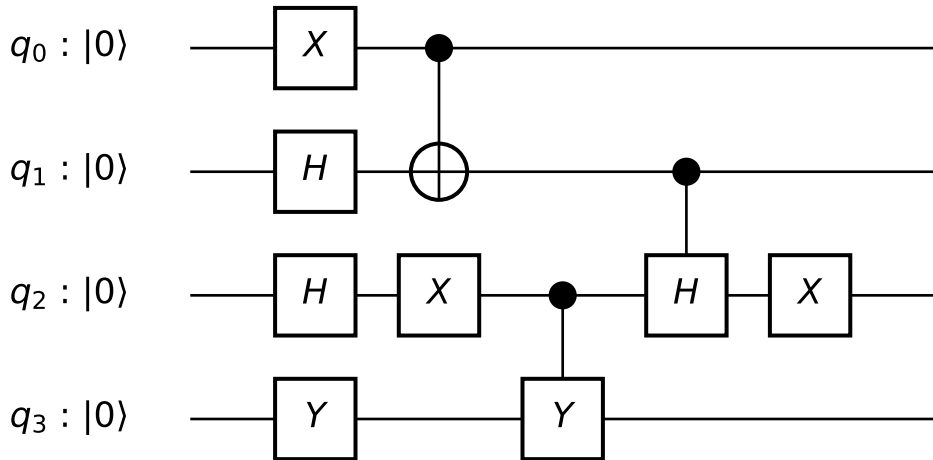 q₀ : |0⟩ X
q₁ : |0⟩ H
q₂ : |0⟩ H X H X
q₃ : |0⟩ Y Y